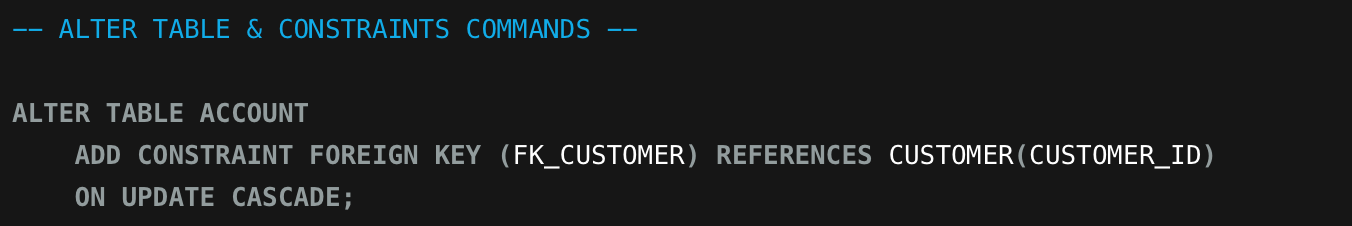 -- ALTER TABLE & CONSTRAINTS COMMANDS --
ALTER TABLE ACCOUNT
ADD CONSTRAINT FOREIGN KEY (FK_CUSTOMER) REFERENCES CUSTOMER(CUSTOMER_ID)
ON UPDATE CASCADE;